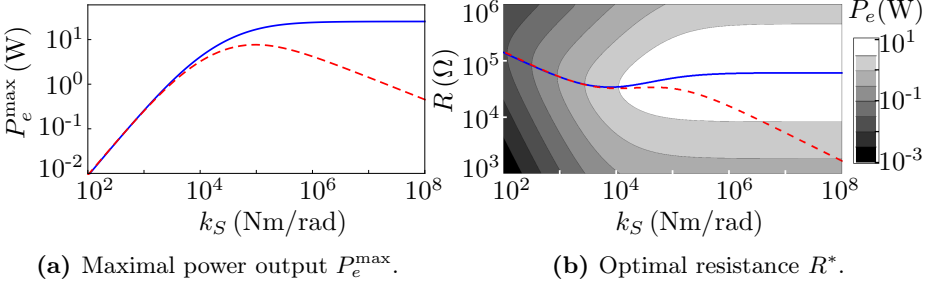 P_e^max (W)
10^1
10^0
10^-1
10^-2
10^2 10^4 10^6 10^8
k_S (Nm/rad)
(a) Maximal power output P_e^max.
R (Ω)
10^6
10^5
10^4
10^3
10^2 10^4 10^6 10^8
k_S (Nm/rad)
P_e(W)
10^1
10^-1
10^-3
(b) Optimal resistance R*.